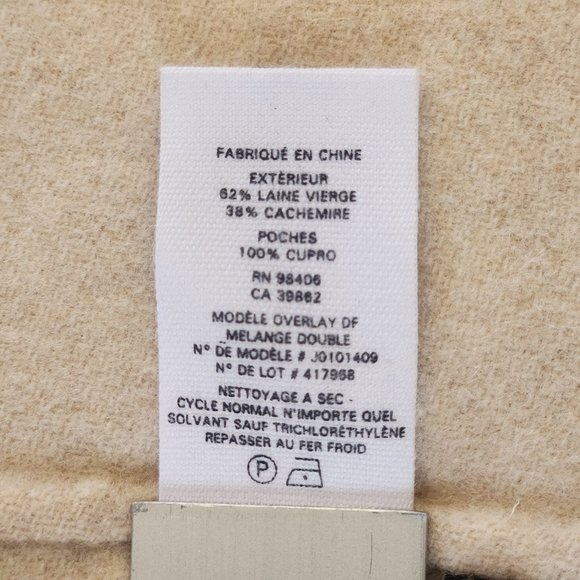 FABRIQUÉ EN CHINE
EXTÉRIEUR
62% LAINE VIERGE
38% CACHEMIRE
POCHES
100% CUPRO
RN 98406
CA 39862
MODÈLE OVERLAY DF
MELANGE DOUBLE
N° DE MODÈLE # J0101409
N° DE LOT # 417968
NETTOYAGE A SEC -
CYCLE NORMAL N'IMPORTE QUEL
SOLVANT SAUF TRICHLORÉTHYLÈNE
REPASSER AU FER FROID
P